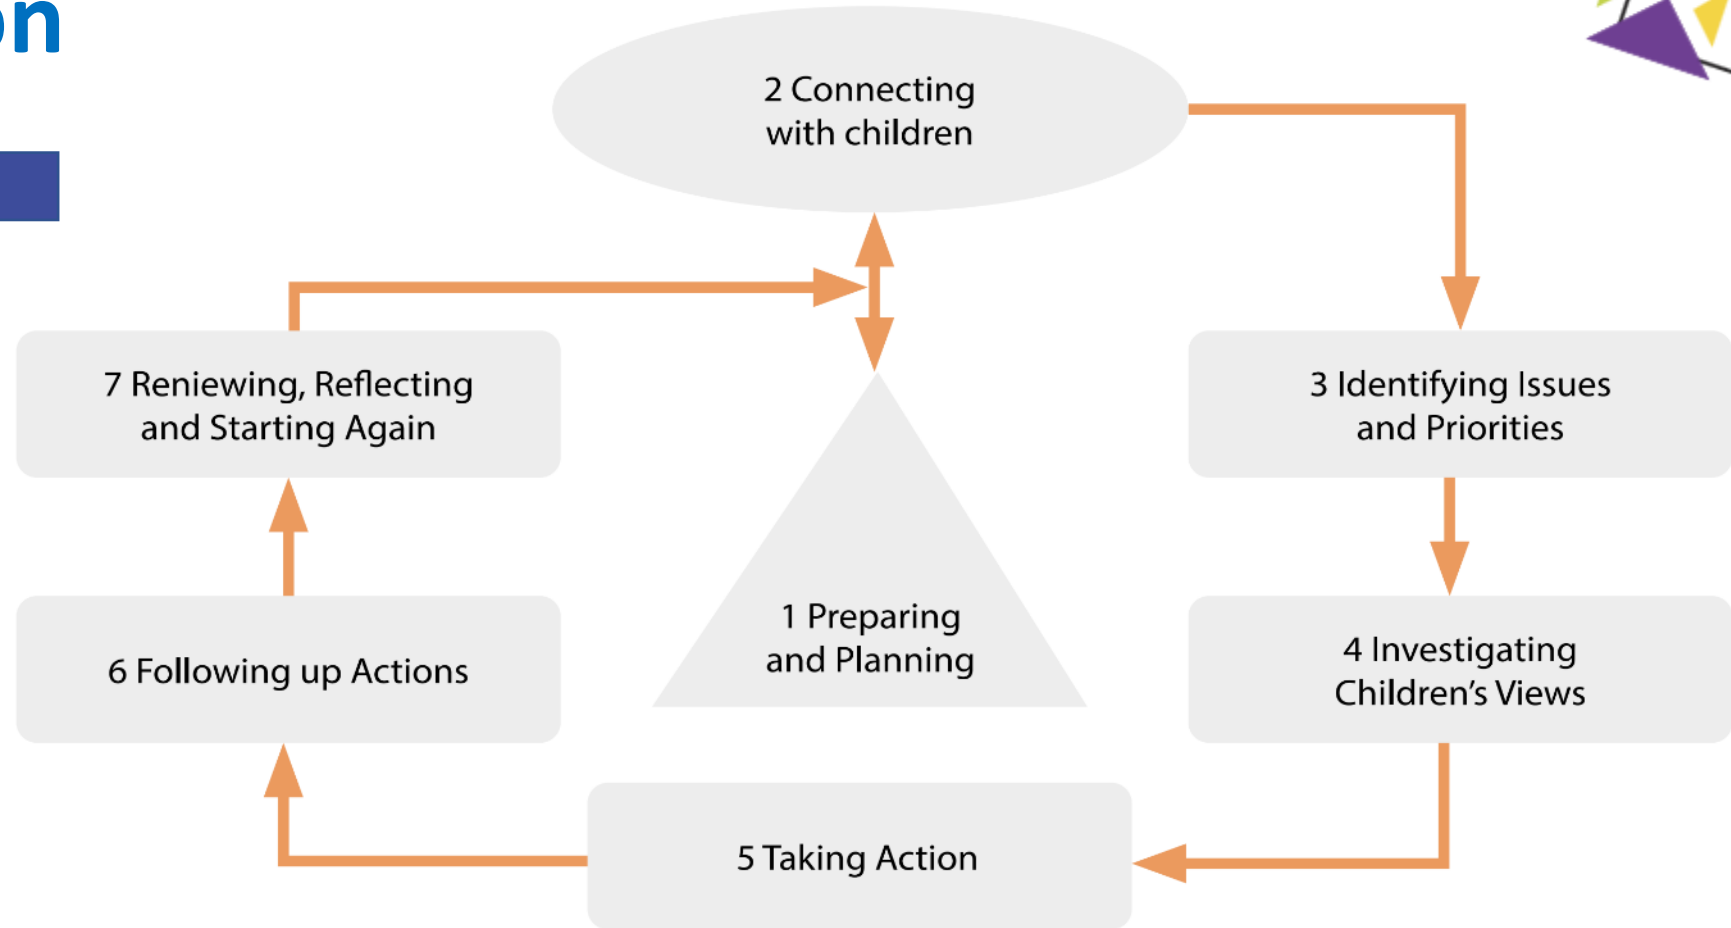 on
2 Connecting
with children
7 Reniewing, Reflecting
and Starting Again
3 Identifying Issues
and Priorities
1 Preparing
and Planning
6 Following up Actions
4 Investigating
Children’s Views
5 Taking Action